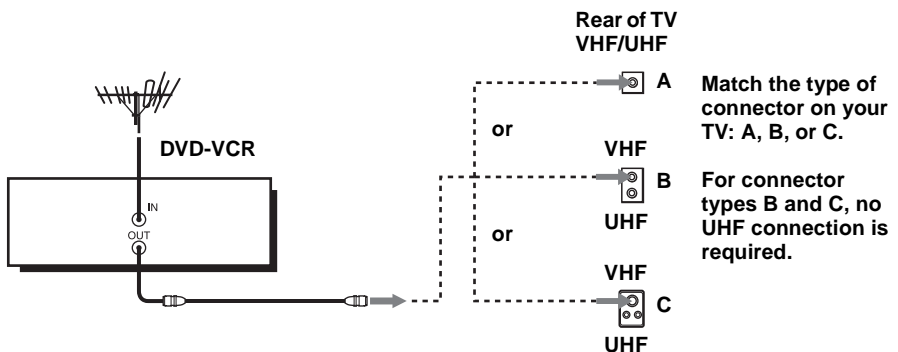 Rear of TV
VHF/UHF
A
Match the type of
connector on your
TV: A, B, or C.
or
DVD-VCR
VHF
B
For connector
types B and C, no
UHF connection is
required.
IN
OUT
UHF
or
VHF
C
UHF